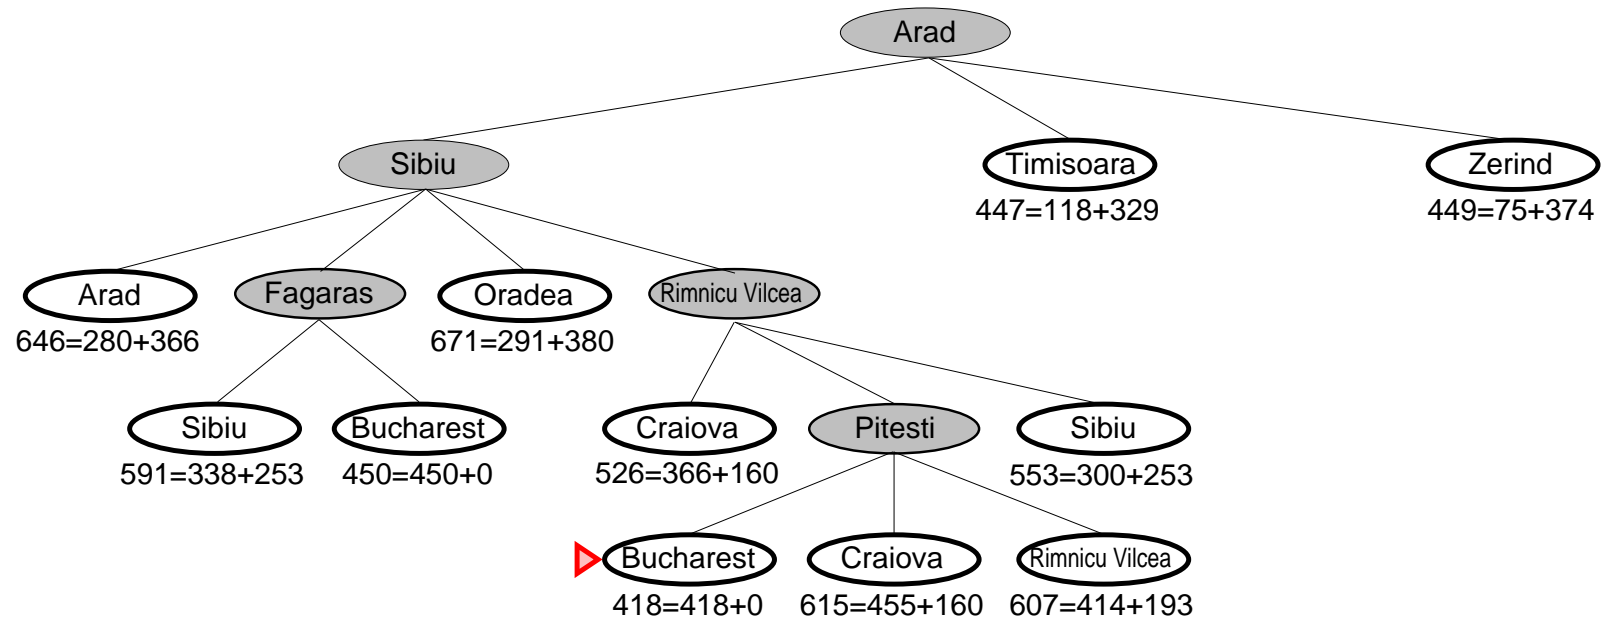 Arad
Sibiu
Timisoara
Zerind
447=118+329
449=75+374
Arad
Fagaras
Oradea
Rimnicu Vilcea
646=280+366
671=291+380
Sibiu
Bucharest
Craiova
Pitesti
Sibiu
591=338+253
450=450+0
526=366+160
553=300+253
Bucharest
Craiova
Rimnicu Vilcea
418=418+0
615=455+160
607=414+193